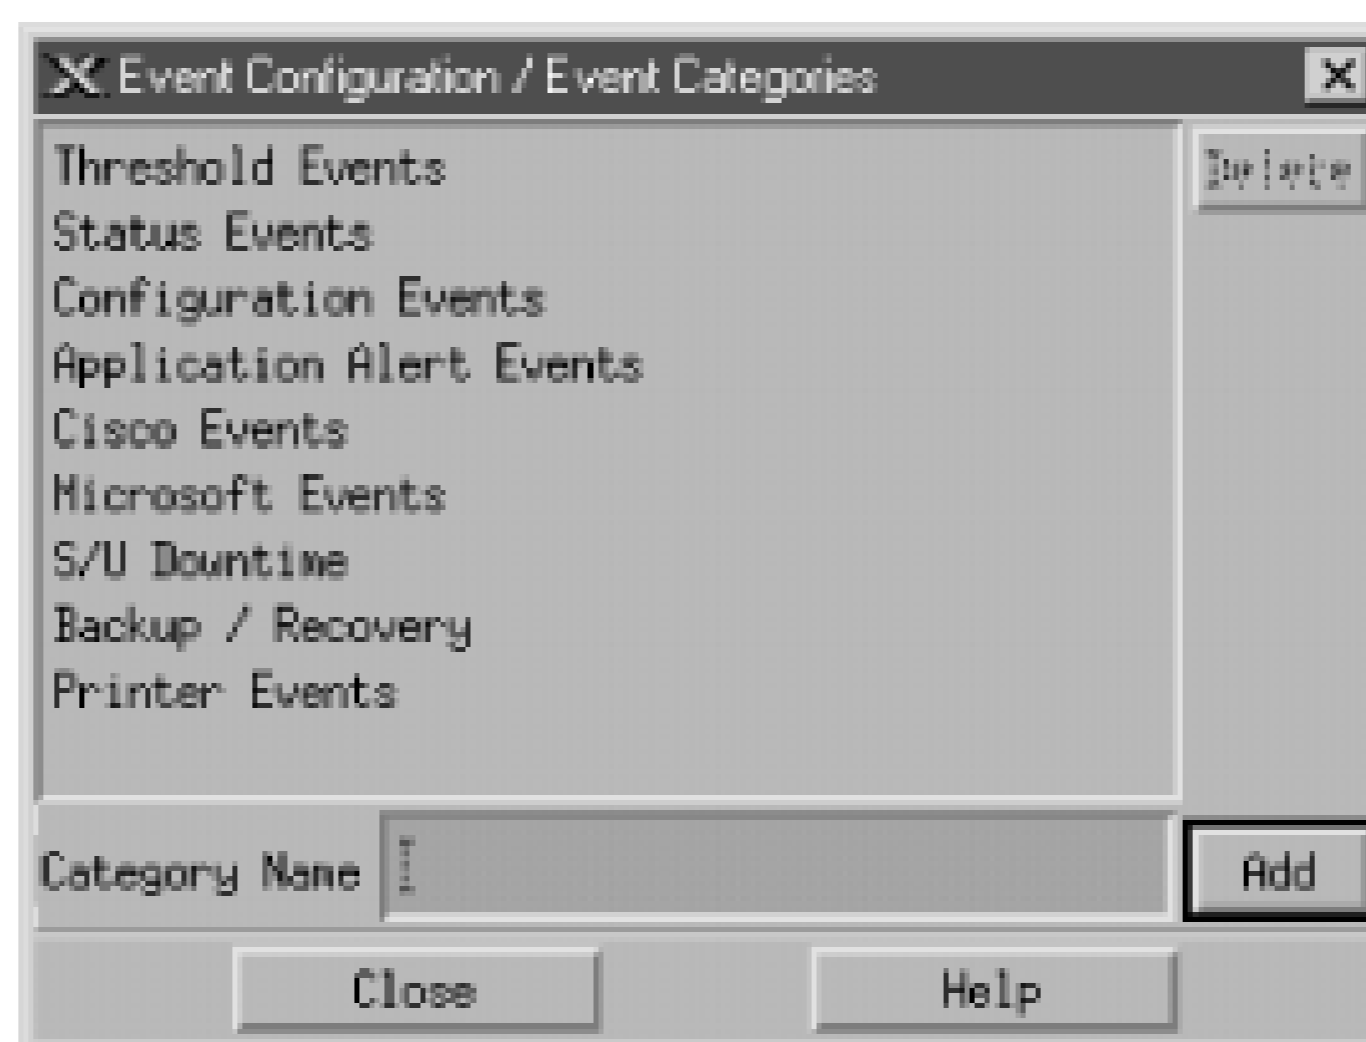 Event Configuration / Event Categories
Threshold Events
Delete
Status Events
Configuration Events
Application Alert Events
Cisco Events
Microsoft Events
S/W Downtime
Backup / Recovery
Printer Events
Category Name
Add
Close
Help